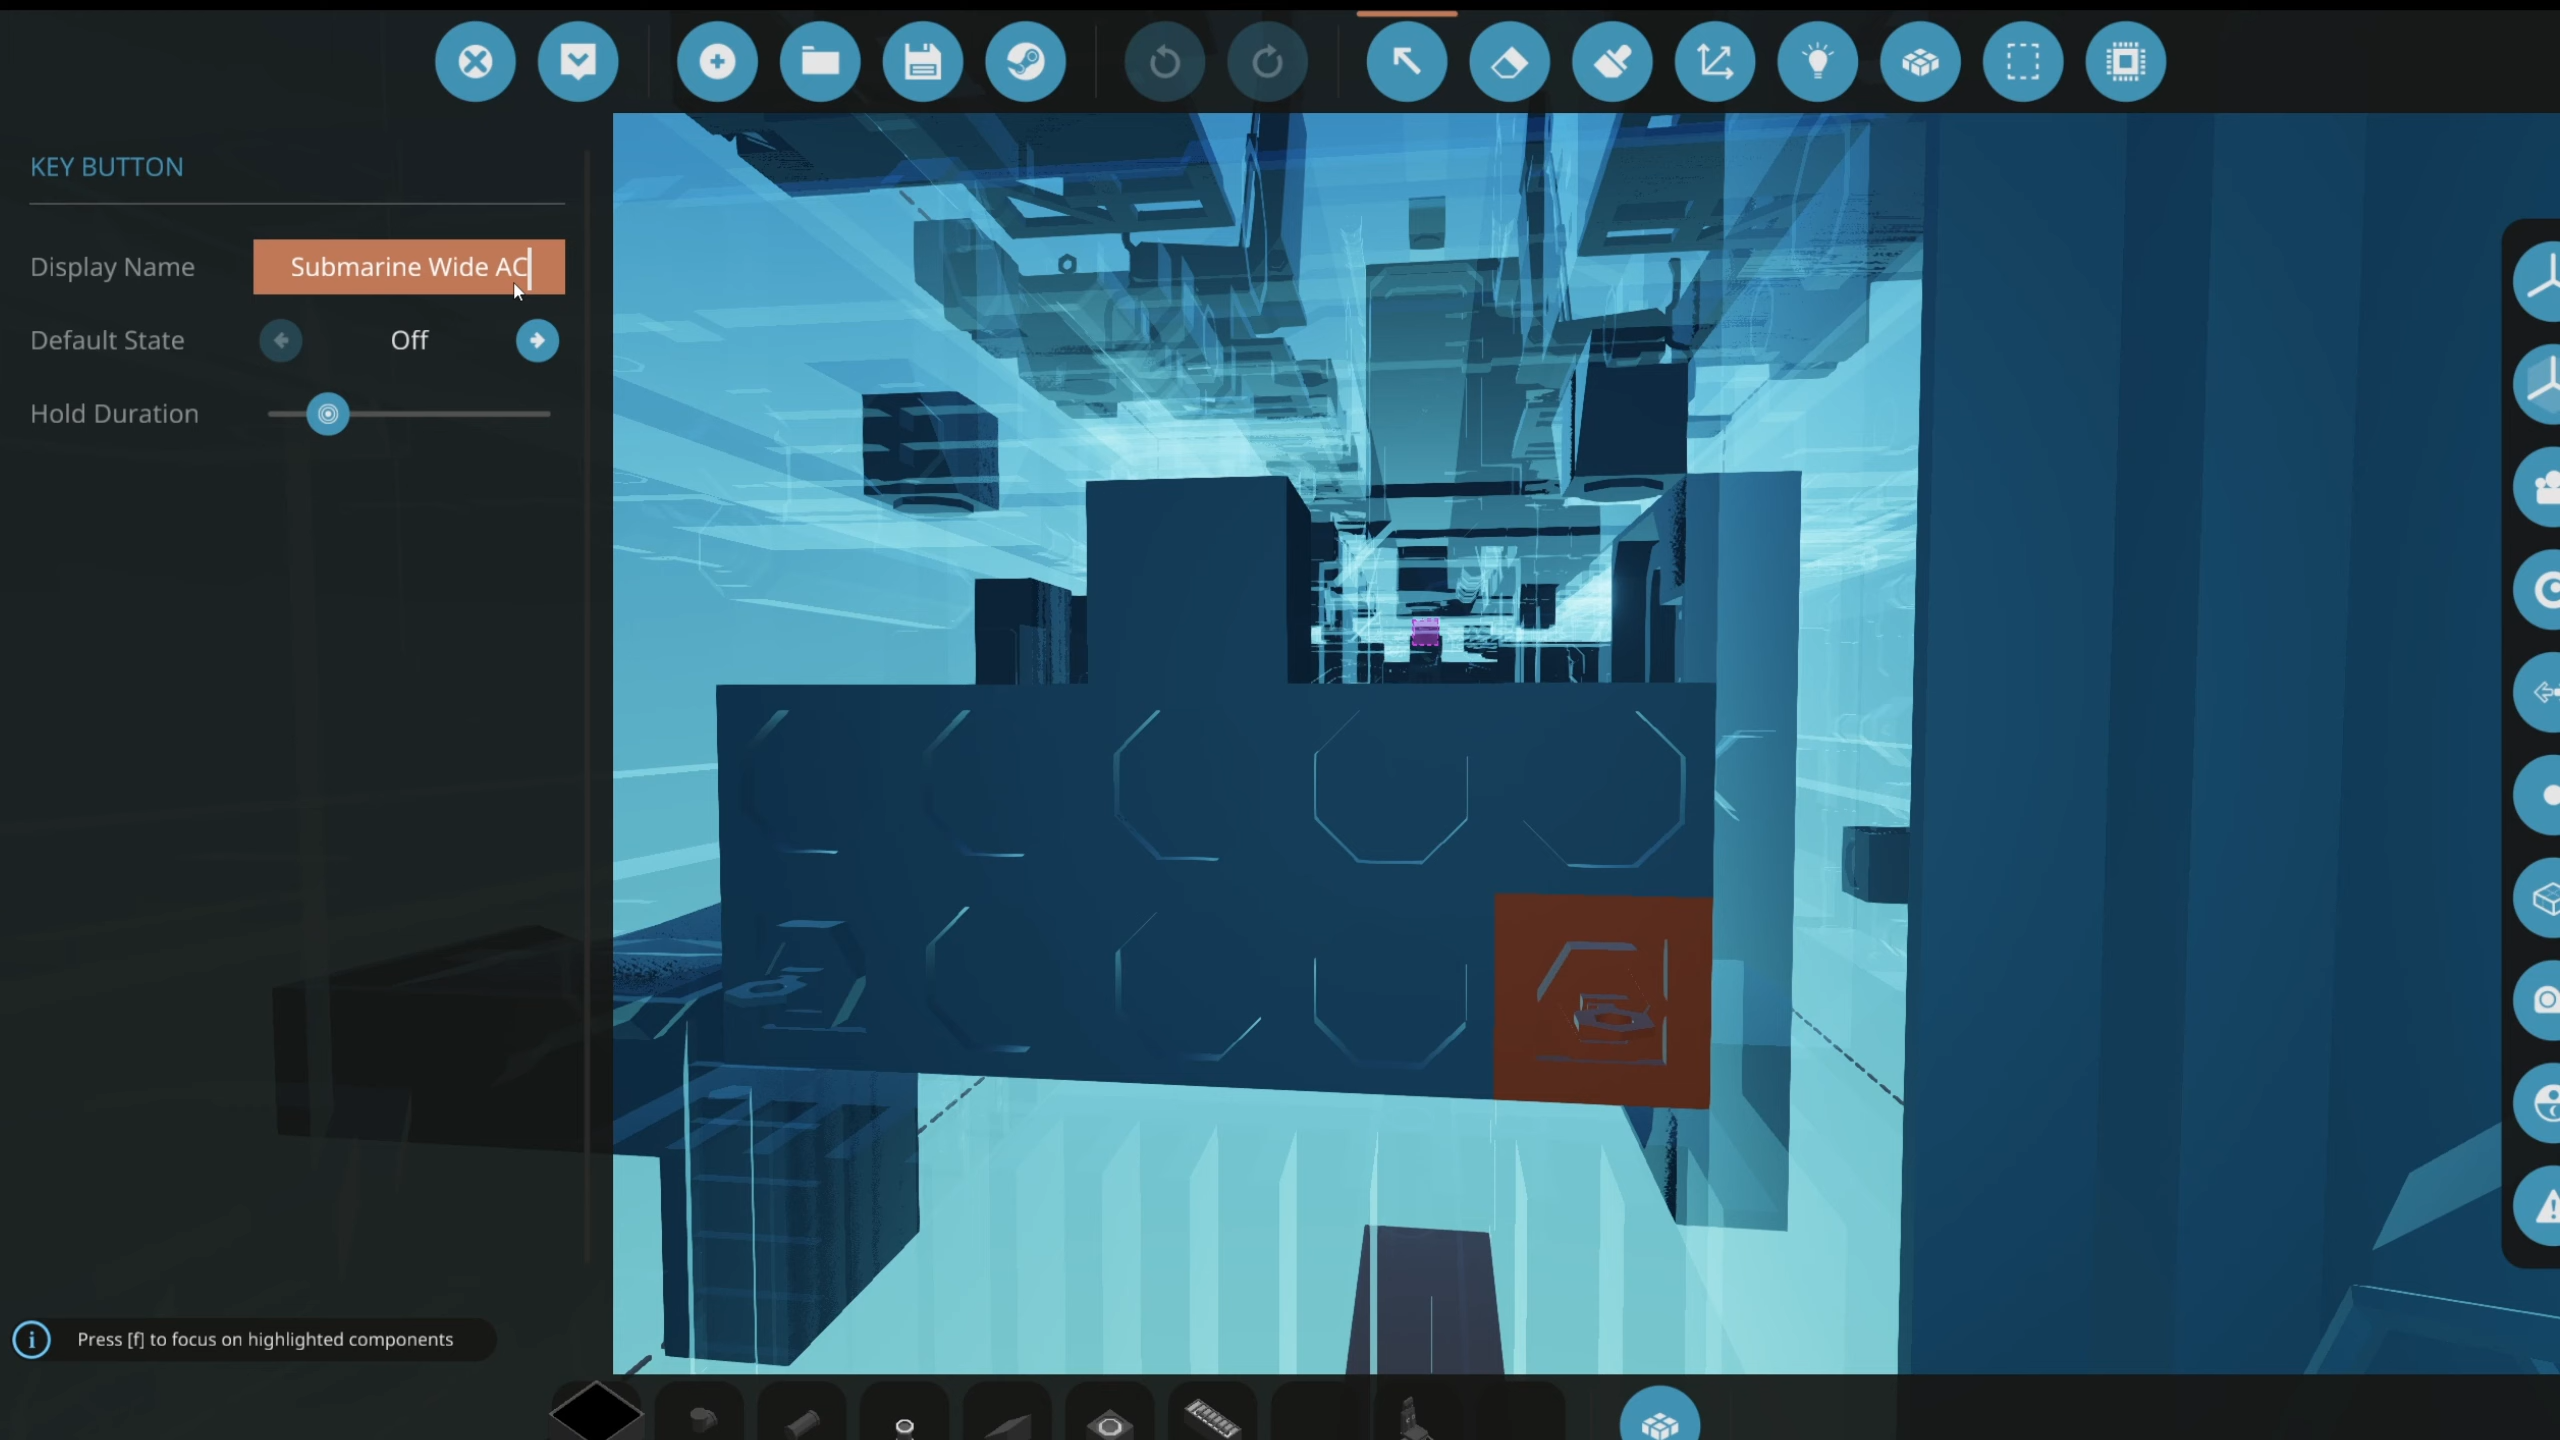 KEY BUTTON
Display Name
Submarine Wide AC
Default State
Off
Hold Duration
Press [f] to focus on highlighted components